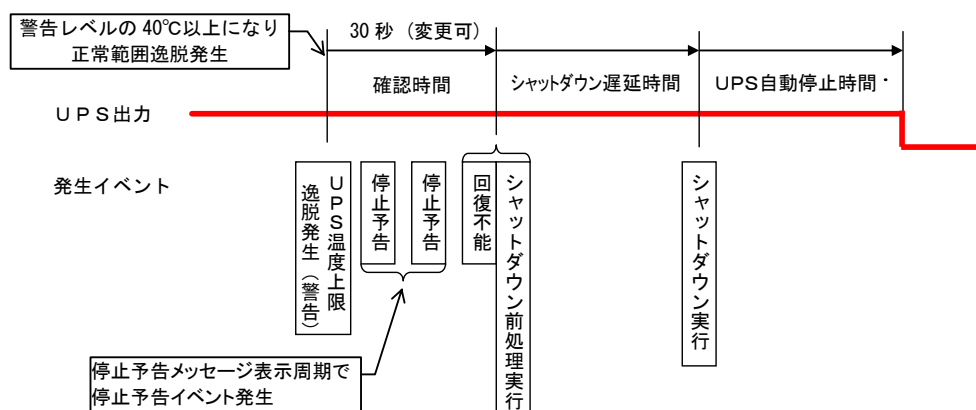 警告レベルの 40℃以上になり
正常範囲逸脱発生
30 秒 (変更可)
確認時間
シャットダウン遅延時間
UPS自動停止時間・
ＵＰＳ出力
発生イベント
ＵＰＳ温度上限
逸脱発生（警告）
停止予告
停止予告
回復不能
シャットダウン前処理実行
シャットダウン実行
停止予告メッセージ表示周期で
停止予告イベント発生